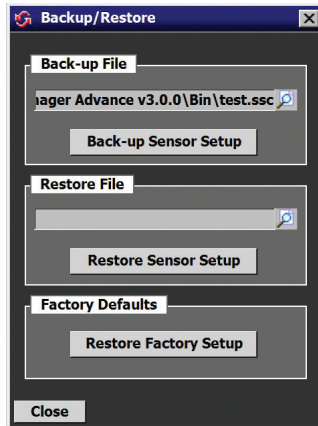 Backup/Restore
Back-up File
ager Advance v3.0.0\Bin\test.ssc
Back-up Sensor Setup
Restore File
Restore Sensor Setup
Factory Defaults
Restore Factory Setup
Close